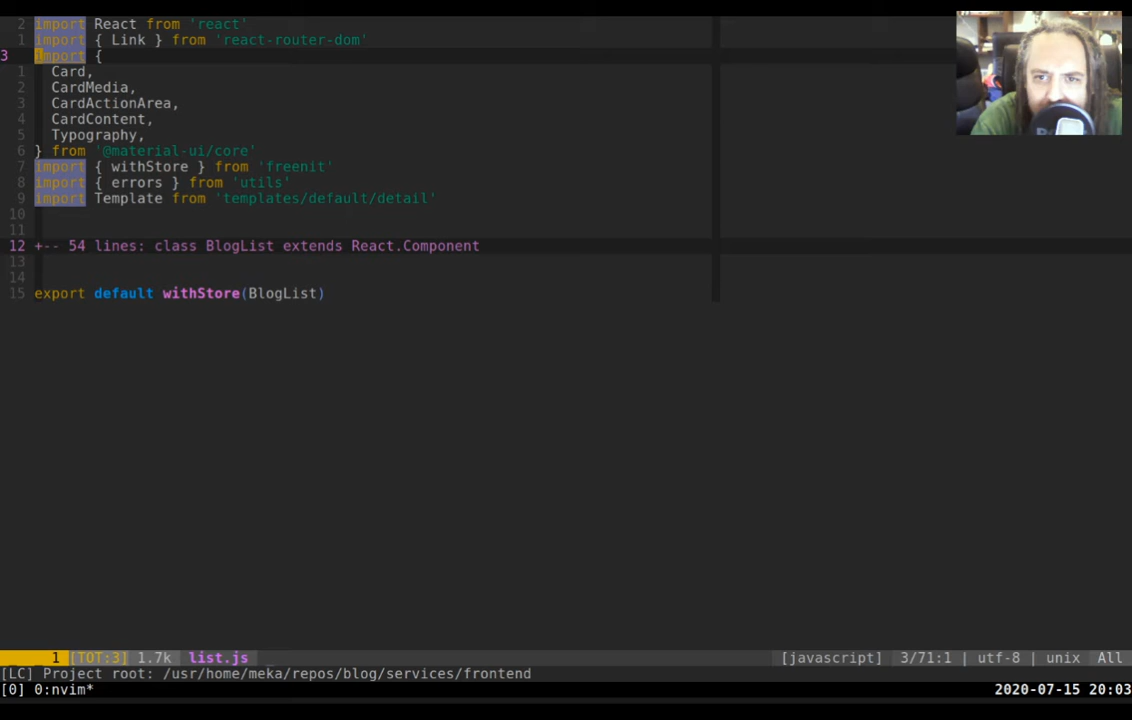 2 import React from 'react'
1 import { Link } from 'react-router-dom'
3 import {
1 Card,
2 CardMedia,
3 CardActionArea,
4 CardContent,
5 Typography,
6 } from '@material-ui/core'
7 import { withStore } from 'freenit'
8 import { errors } from 'utils'
9 import Template from 'templates/default/detail'
10
11
12 +-- 54 lines: class BlogList extends React.Component
13
14
15 export default withStore(BlogList)
1 [TOT:3] 1.7k list.js [javascript] 3/71:1 | utf-8 | unix All
[LC] Project root: /usr/home/meka/repos/blog/services/frontend
[0] 0:nvim* 2020-07-15 20:03